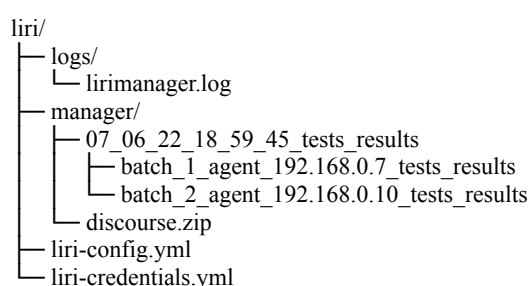 liri/
├── logs/
│   └── lirimanager.log
├── manager/
│   ├── 07_06_22_18_59_45_tests_results
│   │   ├── batch_1_agent_192.168.0.7_tests_results
│   │   └── batch_2_agent_192.168.0.10_tests_results
│   └── discourse.zip
├── liri-config.yml
└── liri-credentials.yml